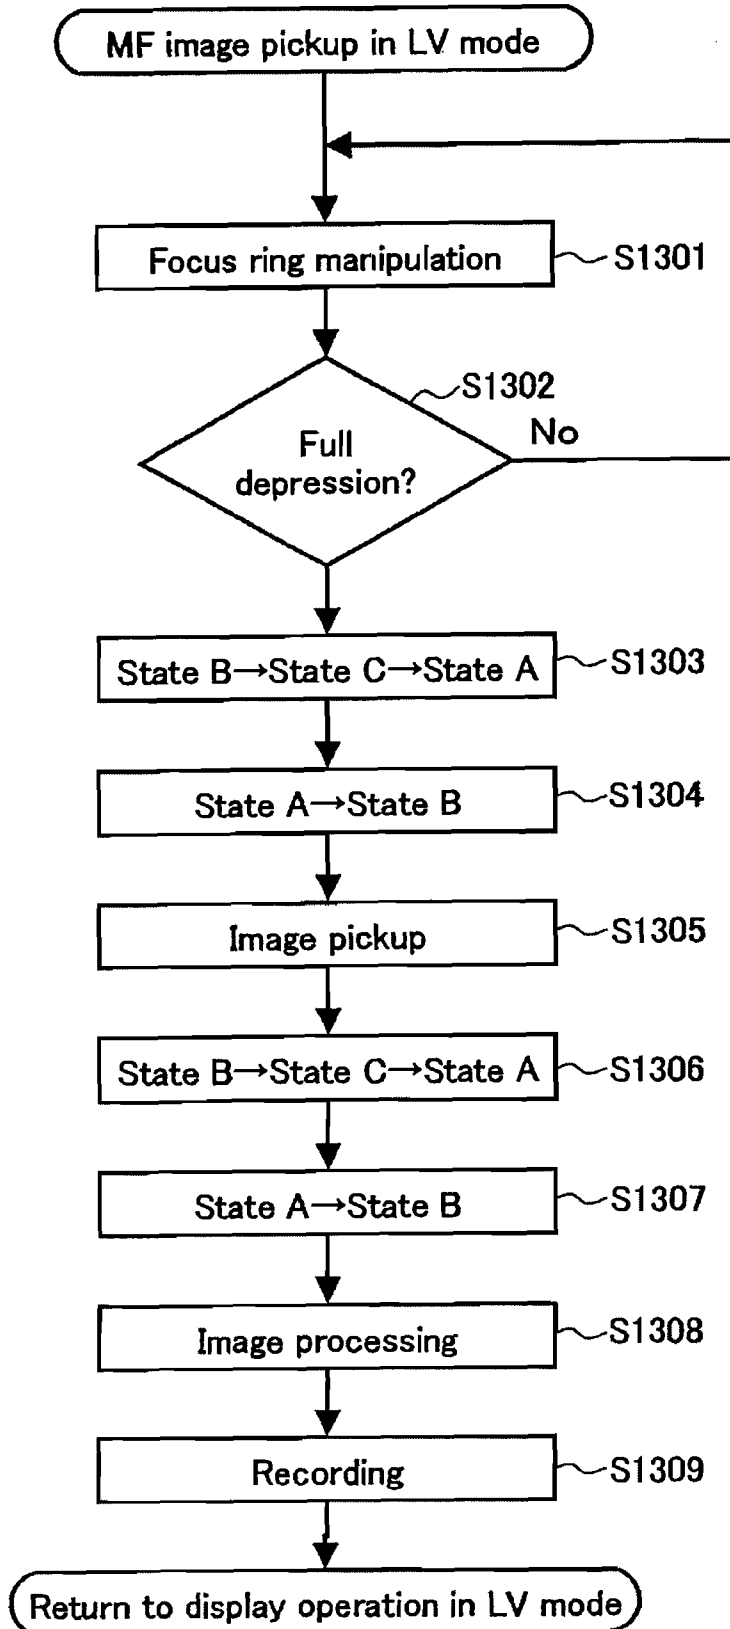 MF image pickup in LV mode
Focus ring manipulation
S1301
S1302
Full
depression?
No
State B→State C→State A
S1303
State A→State B
S1304
Image pickup
S1305
State B→State C→State A
S1306
State A→State B
S1307
Image processing
S1308
Recording
S1309
Return to display operation in LV mode